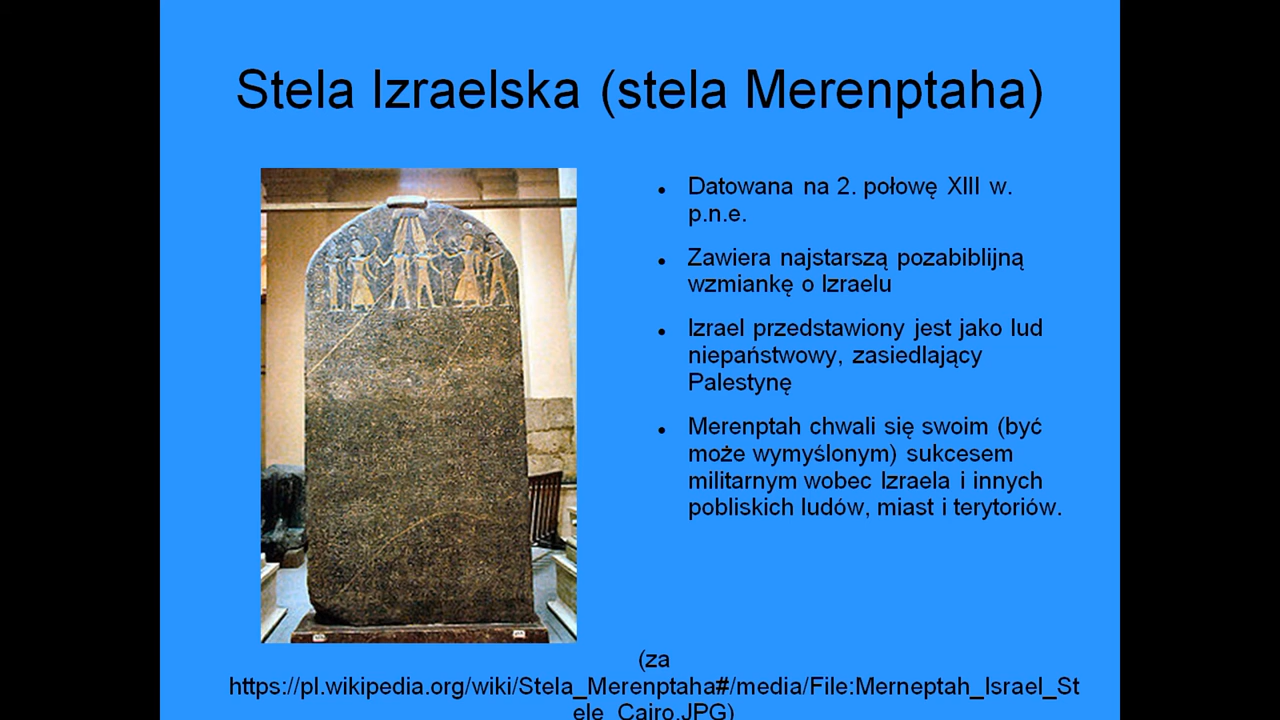 Stela Izraelska (stela Merenptaha)
Datowana na 2. połowę XIII w.
p.n.e.
Zawiera najstarszą pozabiblijną
wzmiankę o Izraelu
Izrael przedstawiony jest jako lud
niepaństwowy, zasiedlający
Palestynę
Merenptah chwali się swoim (być
może wymyślonym) sukcesem
militarnym wobec Izraela i innych
pobliskich ludów, miast i terytoriów.
(za
https://pl.wikipedia.org/wiki/Stela_Merenptaha#/media/File:Merneptah_Israel_St
ele_Cairo.JPG)